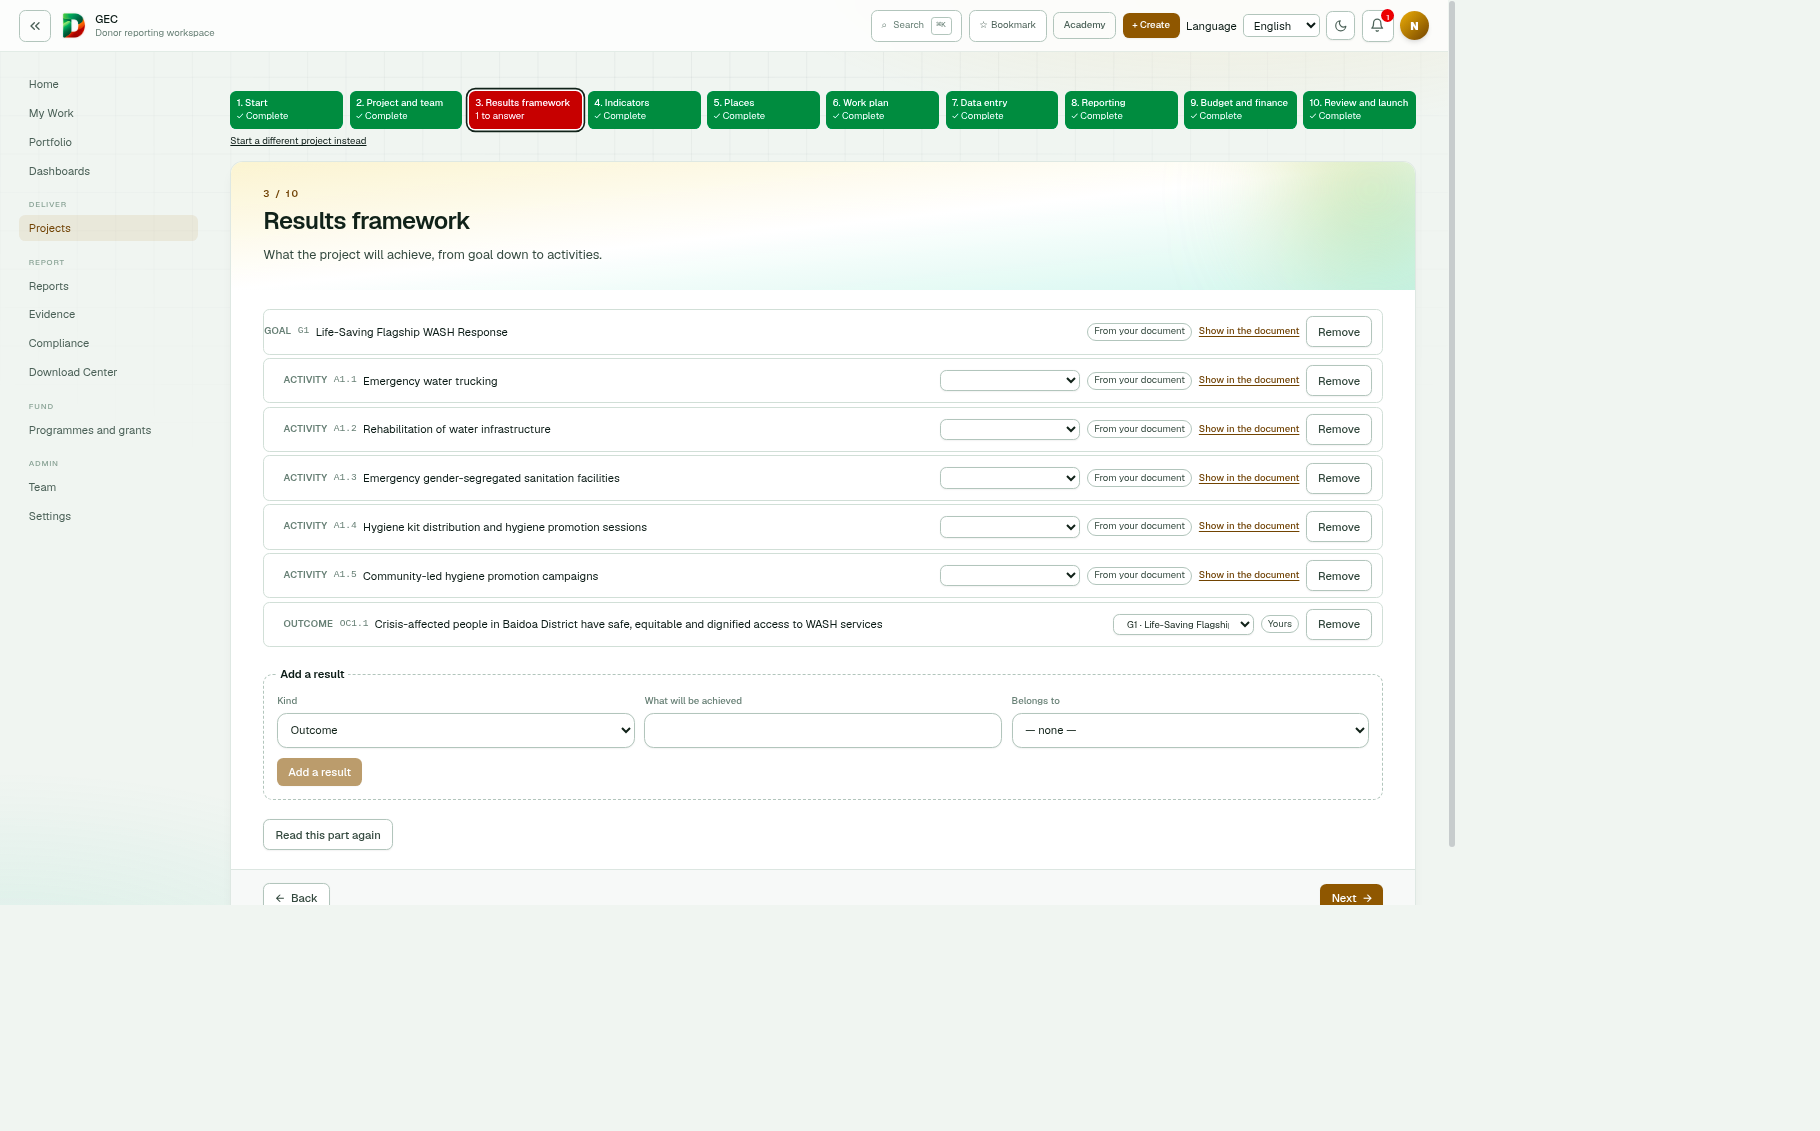 GEC
Donor reporting workspace
Search ⌘K
☆ Bookmark
Academy
+ Create
Language
English
1
N
Home
My Work
Portfolio
Dashboards
DELIVER
Projects
REPORT
Reports
Evidence
Compliance
Download Center
FUND
Programmes and grants
ADMIN
Team
Settings
1. Start
✓ Complete
2. Project and team
✓ Complete
3. Results framework
1 to answer
4. Indicators
✓ Complete
5. Places
✓ Complete
6. Work plan
✓ Complete
7. Data entry
✓ Complete
8. Reporting
✓ Complete
9. Budget and finance
✓ Complete
10. Review and launch
✓ Complete
Start a different project instead
3 / 10
Results framework
What the project will achieve, from goal down to activities.
GOAL G1 Life-Saving Flagship WASH Response From your document Show in the document Remove
ACTIVITY A1.1 Emergency water trucking From your document Show in the document Remove
ACTIVITY A1.2 Rehabilitation of water infrastructure From your document Show in the document Remove
ACTIVITY A1.3 Emergency gender-segregated sanitation facilities From your document Show in the document Remove
ACTIVITY A1.4 Hygiene kit distribution and hygiene promotion sessions From your document Show in the document Remove
ACTIVITY A1.5 Community-led hygiene promotion campaigns From your document Show in the document Remove
OUTCOME OC1.1 Crisis-affected people in Baidoa District have safe, equitable and dignified access to WASH services G1 · Life-Saving Flagshi Yours Remove
Add a result
Kind
Outcome
What will be achieved
Belongs to
— none —
Add a result
Read this part again
← Back
Next →